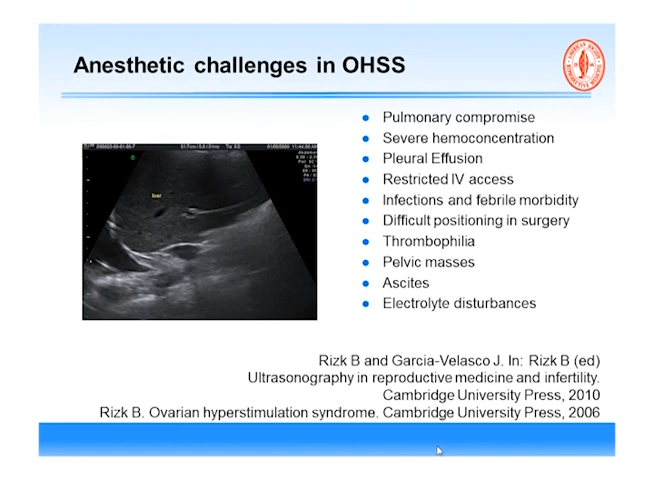 Anesthetic challenges in OHSS
Pulmonary compromise
Severe hemoconcentration
Pleural Effusion
Restricted IV access
Infections and febrile morbidity
Difficult positioning in surgery
Thrombophilia
Pelvic masses
Ascites
Electrolyte disturbances
liver
Rizk B and Garcia-Velasco J. In: Rizk B (ed)
Ultrasonography in reproductive medicine and infertility.
Cambridge University Press, 2010
Rizk B. Ovarian hyperstimulation syndrome. Cambridge University Press, 2006